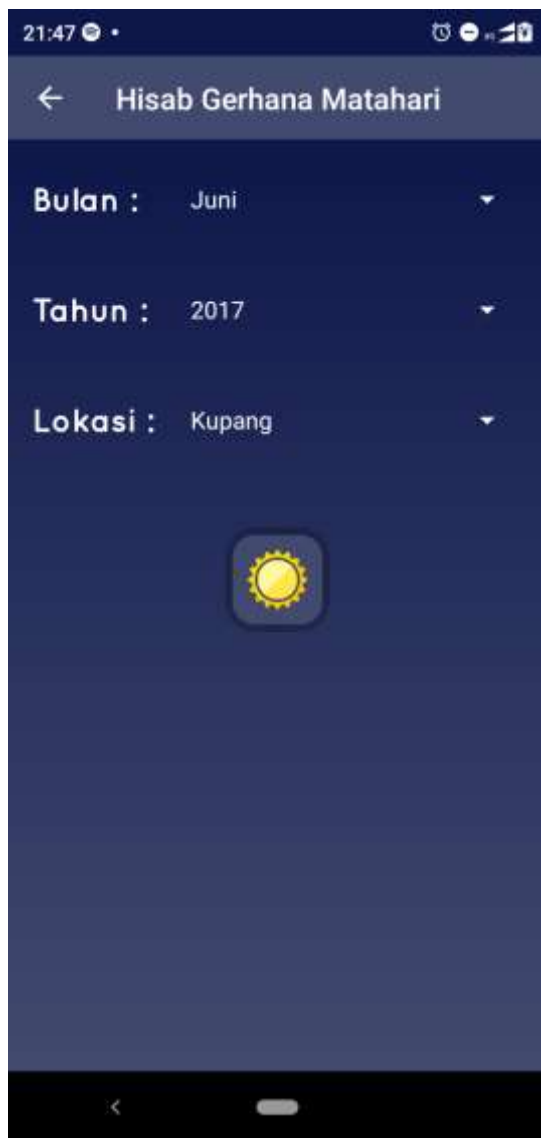 21:47
Hisab Gerhana Matahari
Bulan : Juni
Tahun : 2017
Lokasi : Kupang